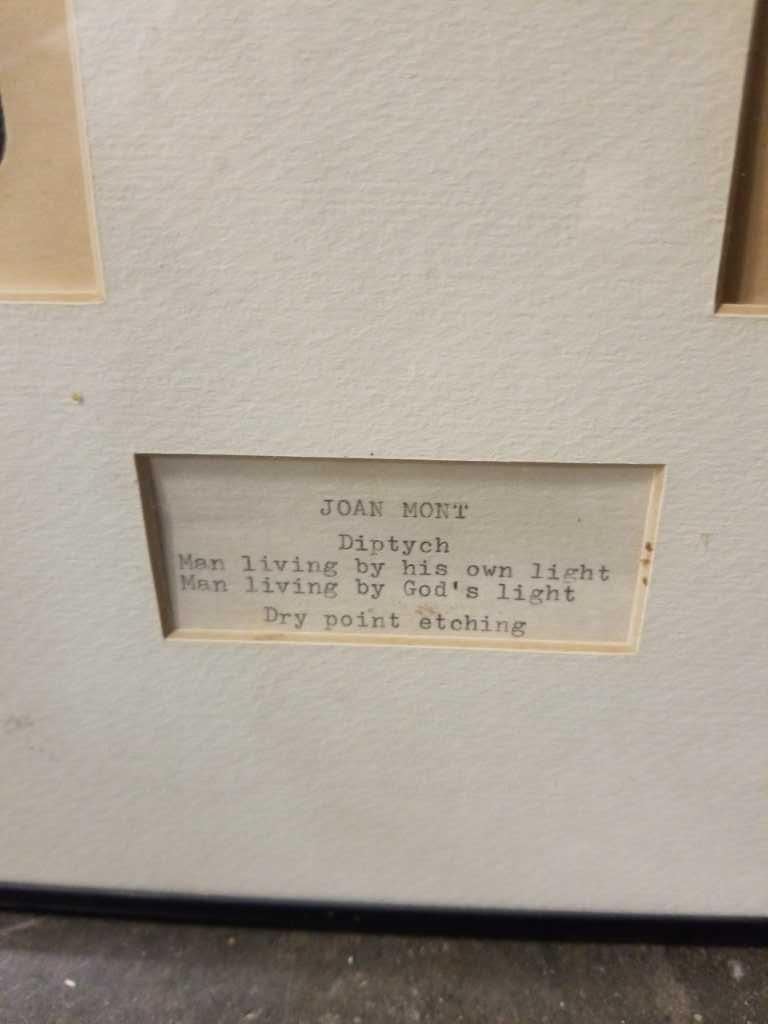 JOAN MONT
Diptych
Man living by his own light
Man living by God's light
Dry point etching